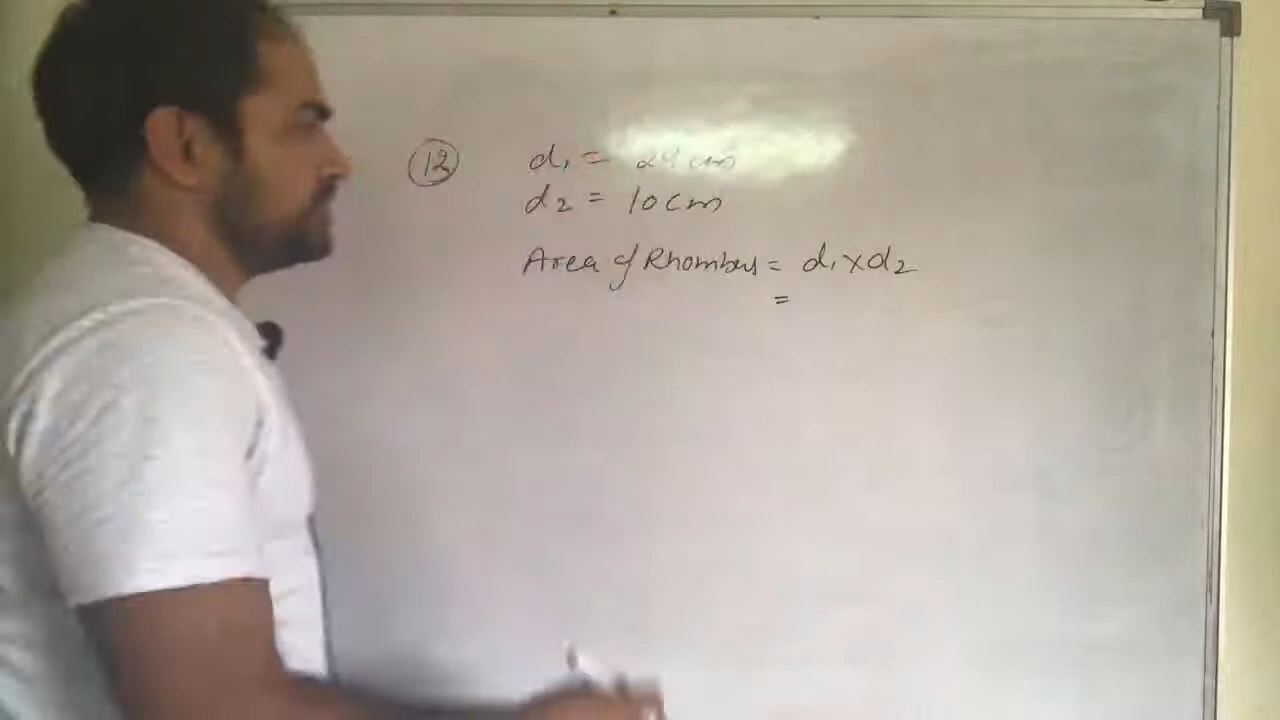 (12) d₁ = 24 cm
d₂ = 10 cm
Area of Rhombus = d₁ x d₂
=